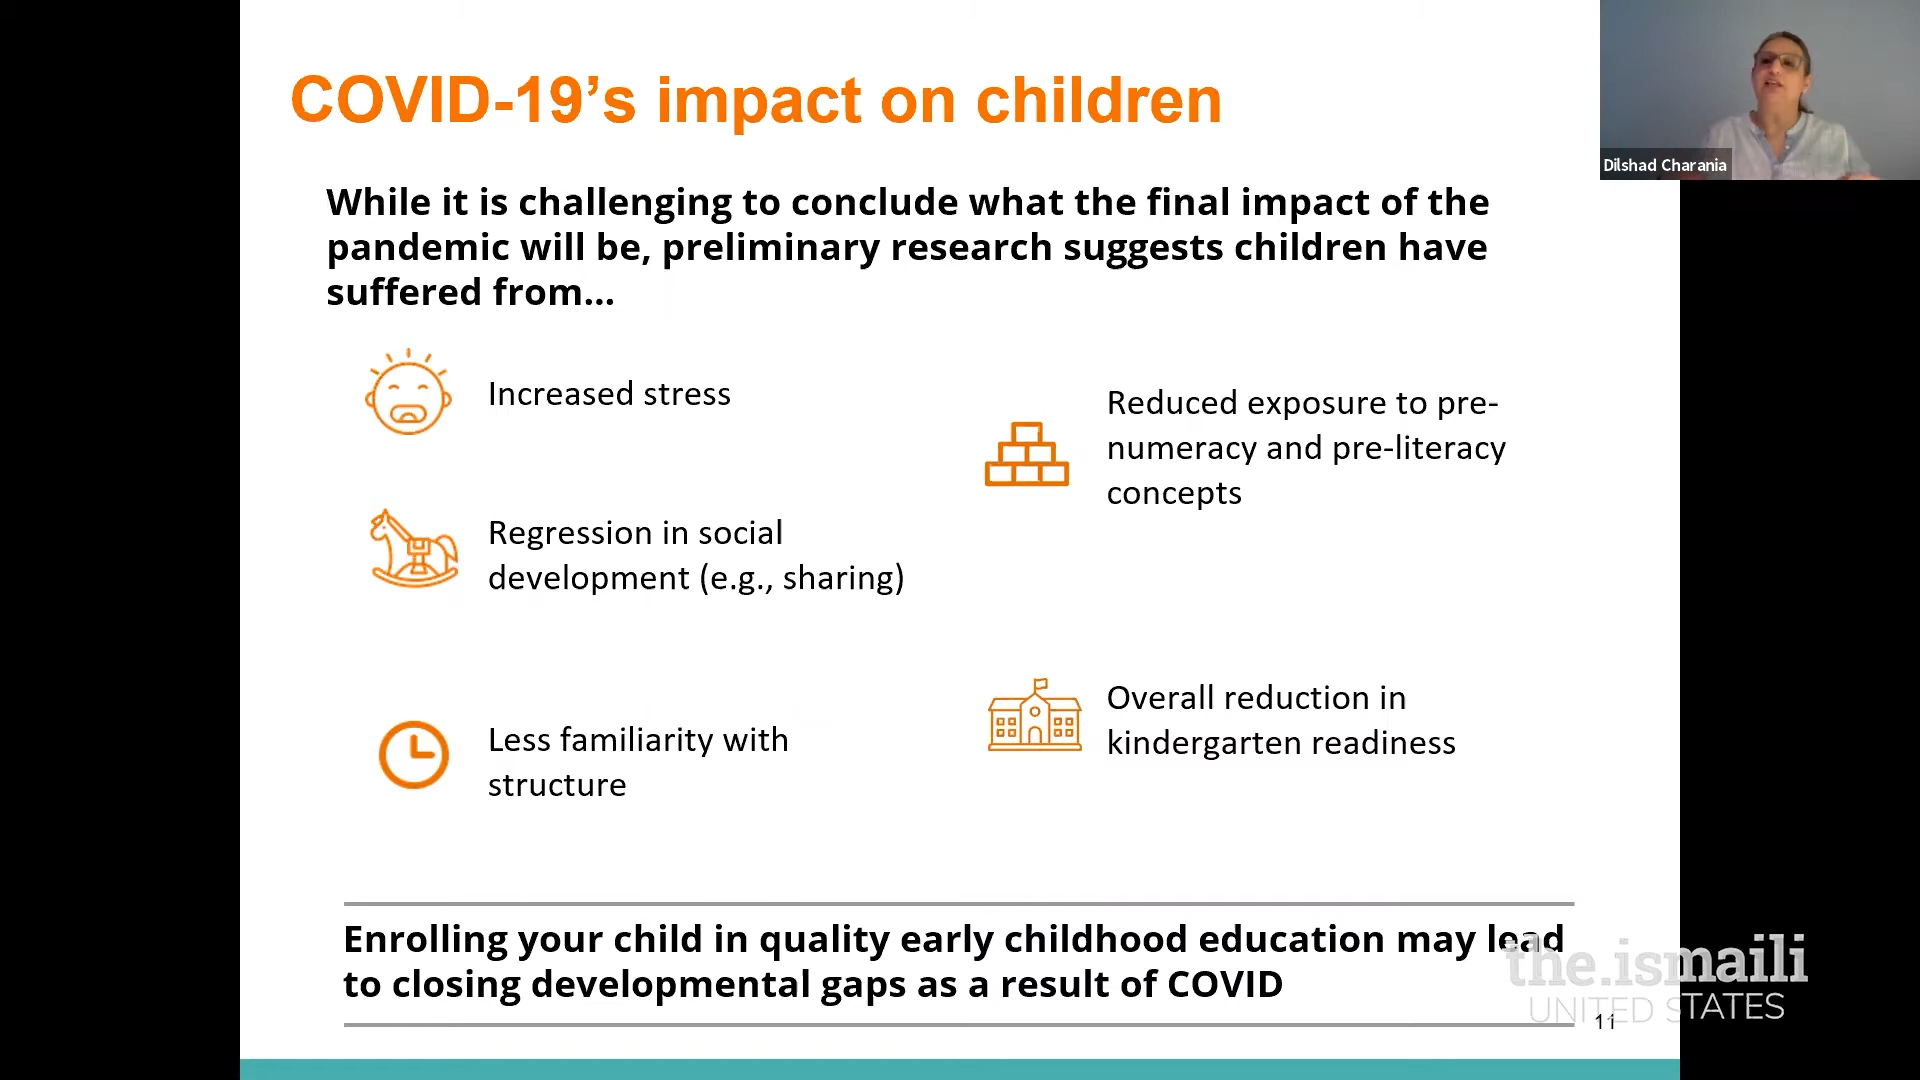 COVID-19’s impact on children
Dilshad Charania
While it is challenging to conclude what the final impact of the
pandemic will be, preliminary research suggests children have
suffered from...
Increased stress
Regression in social
development (e.g., sharing)
Less familiarity with
structure
Reduced exposure to pre-
numeracy and pre-literacy
concepts
Overall reduction in
kindergarten readiness
Enrolling your child in quality early childhood education may lead
to closing developmental gaps as a result of COVID
the.ismaili
UNITED STATES
11